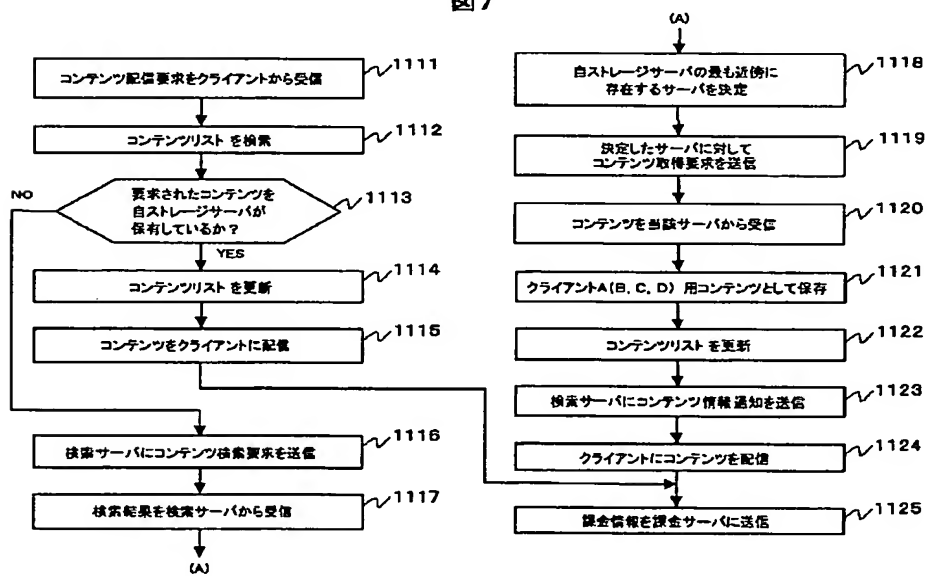 図7
コンテンツ配信要求をクライアントから受信
1111
コンテンツリストを検索
1112
NO
要求されたコンテンツを
自ストレージサーバが
保有しているか?
1113
YES
コンテンツリストを更新
1114
コンテンツをクライアントに配信
1115
検索サーバにコンテンツ検索要求を送信
1116
検索結果を検索サーバから受信
1117
(A)
(A)
自ストレージサーバの最も近傍に
存在するサーバを決定
1118
決定したサーバに対して
コンテンツ取得要求を送信
1119
コンテンツを当該サーバから受信
1120
クライアントA(B, C, D) 用コンテンツとして保存
1121
コンテンツリストを更新
1122
検索サーバにコンテンツ情報通知を送信
1123
クライアントにコンテンツを配信
1124
課金情報を課金サーバに送信
1125